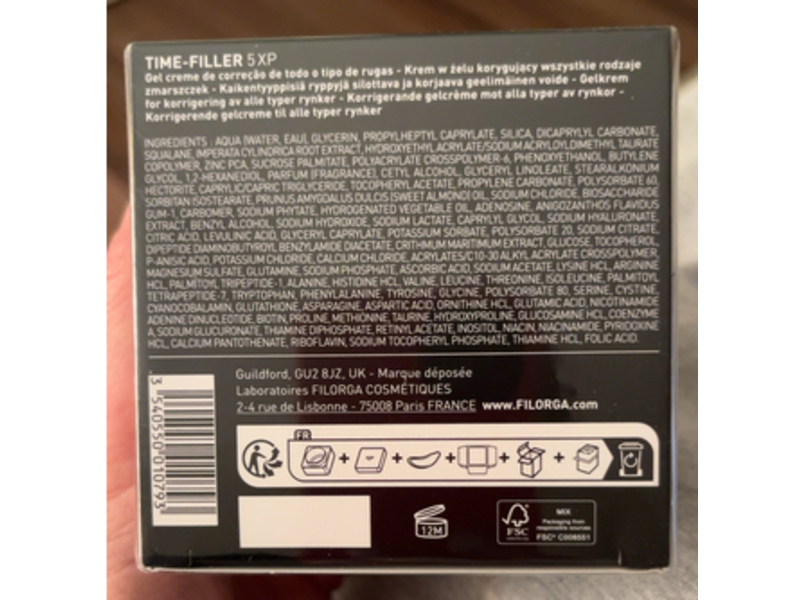 TIME-FILLER 5 XP
Gel creme de correção de todo o tipo de rugas - Krem w żelu korygujący wszystkie rodzaje
zmarszczek - Kaikentyyppisiä ryppyjä silottava ja korjaava geelimäinen voide - Gelkrem
for korrigering av alle typer rynker - Korrigerande gelcrème mot alla typer av rynkor -
Korrigerende gelcreme til alle typer rynker
INGREDIENTS : AQUA (WATER, EAU), GLYCERIN, PROPYLHEPTYL CAPRYLATE, SILICA, DICAPRYLYL CARBONATE,
SQUALANE, IMPERATA CYLINDRICA ROOT EXTRACT, HYDROXYETHYL ACRYLATE/SODIUM ACRYLOYLDIMETHYL TAURATE
COPOLYMER, ZINC PCA, SUCROSE PALMITATE, POLYACRYLATE CROSSPOLYMER-6, PHENOXYETHANOL, BUTYLENE
GLYCOL, 1,2-HEXANEDIOL, PARFUM (FRAGRANCE), CETYL ALCOHOL, GLYCERYL LINOLEATE, STEARALKONIUM
HECTORITE, CAPRYLIC/CAPRIC TRIGLYCERIDE, TOCOPHERYL ACETATE, PROPYLENE CARBONATE, POLYSORBATE 60,
SORBITAN ISOSTEARATE, PRUNUS AMYGDALUS DULCIS (SWEET ALMOND) OIL, SODIUM CHLORIDE, BIOSACCHARIDE
GUM-1, CARBOMER, SODIUM PHYTATE, HYDROGENATED VEGETABLE OIL, ADENOSINE, ANIGOZANTHOS FLAVIDUS
EXTRACT, BENZYL ALCOHOL, SODIUM HYDROXIDE, SODIUM LACTATE, CAPRYLYL GLYCOL, SODIUM HYALURONATE,
CITRIC ACID, LEVULINIC ACID, GLYCERYL CAPRYLATE, POTASSIUM SORBATE, POLYSORBATE 20, SODIUM CITRATE,
DIPEPTIDE DIAMINOBUTYROYL BENZYLAMIDE DIACETATE, CRITHMUM MARITIMUM EXTRACT, GLUCOSE, TOCOPHEROL,
P-ANISIC ACID, POTASSIUM CHLORIDE, CALCIUM CHLORIDE, ACRYLATES/C10-30 ALKYL ACRYLATE CROSSPOLYMER,
MAGNESIUM SULFATE, GLUTAMINE, SODIUM PHOSPHATE, ASCORBIC ACID, SODIUM ACETATE, LYSINE HCL, ARGININE
HCL, PALMITOYL TRIPEPTIDE-1, ALANINE, HISTIDINE HCL, VALINE, LEUCINE, THREONINE, ISOLEUCINE, PALMITOYL
TETRAPEPTIDE-7, TRYPTOPHAN, PHENYLALANINE, TYROSINE, GLYCINE, POLYSORBATE 80, SERINE, CYSTINE,
CYANOCOBALAMIN, GLUTATHIONE, ASPARAGINE, ASPARTIC ACID, ORNITHINE HCL, GLUTAMIC ACID, NICOTINAMIDE
ADENINE DINUCLEOTIDE, BIOTIN, PROLINE, METHIONINE, TAURINE, HYDROXYPROLINE, GLUCOSAMINE HCL, COENZYME
A, SODIUM GLUCURONATE, THIAMINE DIPHOSPHATE, RETINYL ACETATE, INOSITOL, NIACIN, NIACINAMIDE, PYRIDOXINE
HCL, CALCIUM PANTOTHENATE, RIBOFLAVIN, SODIUM TOCOPHERYL PHOSPHATE, THIAMINE HCL, FOLIC ACID.
Guildford, GU2 8JZ, UK - Marque déposée
Laboratoires FILORGA COSMÉTIQUES
2-4 rue de Lisbonne - 75008 Paris FRANCE www.FILORGA.com
3 540550 010793
FR
12M
FSC
MIX
Packaging from
responsible sources
FSC® C008551